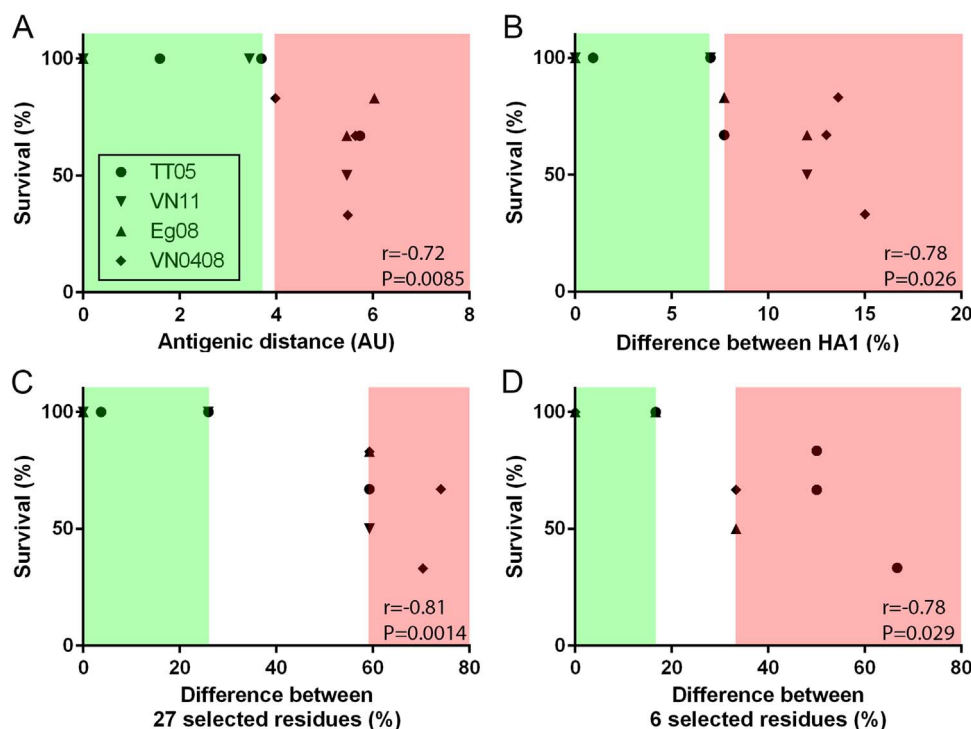 A
Survival (%)
100
50
0
TT05
VN11
Eg08
VN0408
r=-0.72
P=0.0085
0 2 4 6 8
Antigenic distance (AU)
B
Survival (%)
100
50
0
r=-0.78
P=0.026
0 5 10 15 20
Difference between HA1 (%)
C
Survival (%)
100
50
0
r=-0.81
P=0.0014
0 20 40 60 80
Difference between
27 selected residues (%)
D
Survival (%)
100
50
0
r=-0.78
P=0.029
0 20 40 60 80
Difference between
6 selected residues (%)